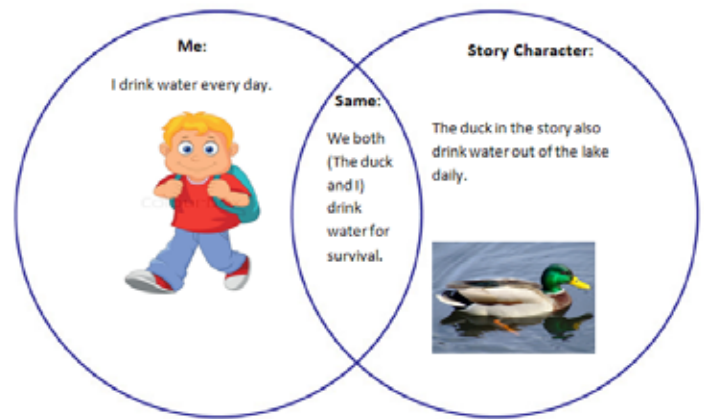 Me:
I drink water every day.
Same:
We both
(The duck
and I)
drink
water for
survival.
Story Character:
The duck in the story also
drink water out of the lake
daily.